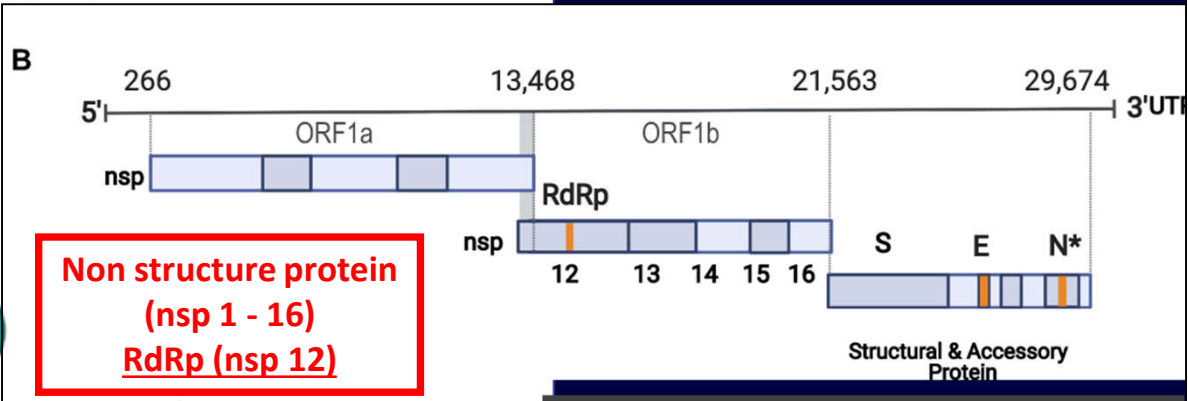 B
266 13,468 21,563 29,674
5' 3'UTF
ORF1a ORF1b
nsp
RdRp
nsp
S E N*
12 13 14 15 16
Non structure protein
(nsp 1 - 16)
RdRp (nsp 12)
Structural & Accessory
Protein